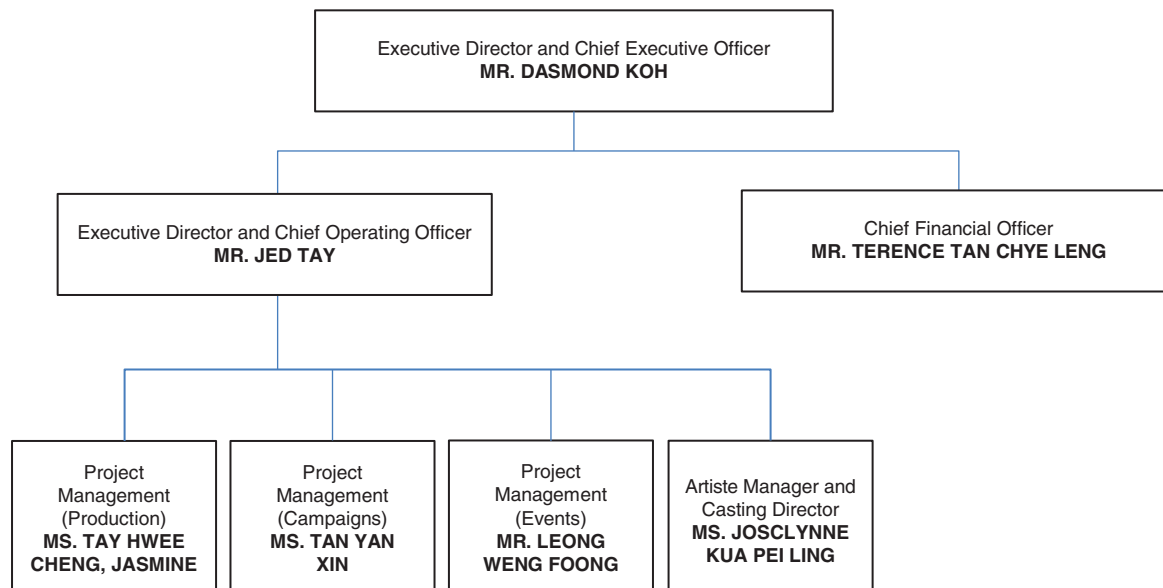 Executive Director and Chief Executive Officer
MR. DASMOND KOH
Executive Director and Chief Operating Officer
MR. JED TAY
Chief Financial Officer
MR. TERENCE TAN CHYE LENG
Project
Management
(Production)
MS. TAY HWEE
CHENG, JASMINE
Project
Management
(Campaigns)
MS. TAN YAN
XIN
Project
Management
(Events)
MR. LEONG
WENG FOONG
Artiste Manager and
Casting Director
MS. JOSCLYNNE
KUA PEI LING